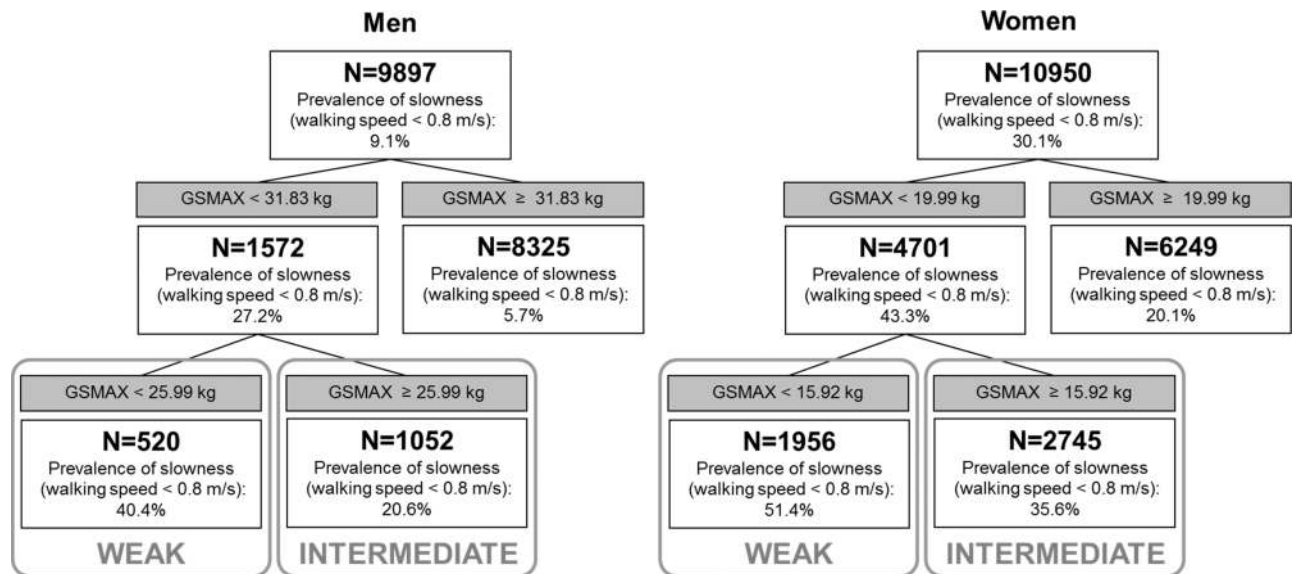 Men
N=9897
Prevalence of slowness
(walking speed < 0.8 m/s):
9.1%
GSMAX < 31.83 kg
GSMAX ≥ 31.83 kg
N=1572
Prevalence of slowness
(walking speed < 0.8 m/s):
27.2%
N=8325
Prevalence of slowness
(walking speed < 0.8 m/s):
5.7%
GSMAX < 25.99 kg
GSMAX ≥ 25.99 kg
N=520
Prevalence of slowness
(walking speed < 0.8 m/s):
40.4%
WEAK
N=1052
Prevalence of slowness
(walking speed < 0.8 m/s):
20.6%
INTERMEDIATE
Women
N=10950
Prevalence of slowness
(walking speed < 0.8 m/s):
30.1%
GSMAX < 19.99 kg
GSMAX ≥ 19.99 kg
N=4701
Prevalence of slowness
(walking speed < 0.8 m/s):
43.3%
N=6249
Prevalence of slowness
(walking speed < 0.8 m/s):
20.1%
GSMAX < 15.92 kg
GSMAX ≥ 15.92 kg
N=1956
Prevalence of slowness
(walking speed < 0.8 m/s):
51.4%
WEAK
N=2745
Prevalence of slowness
(walking speed < 0.8 m/s):
35.6%
INTERMEDIATE